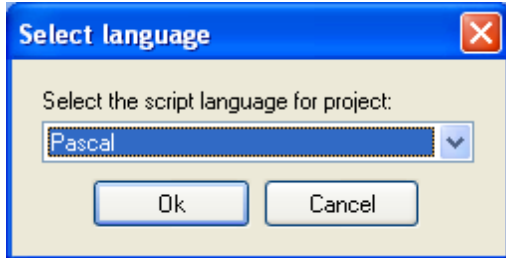 Select language
Select the script language for project:
Pascal
Ok
Cancel